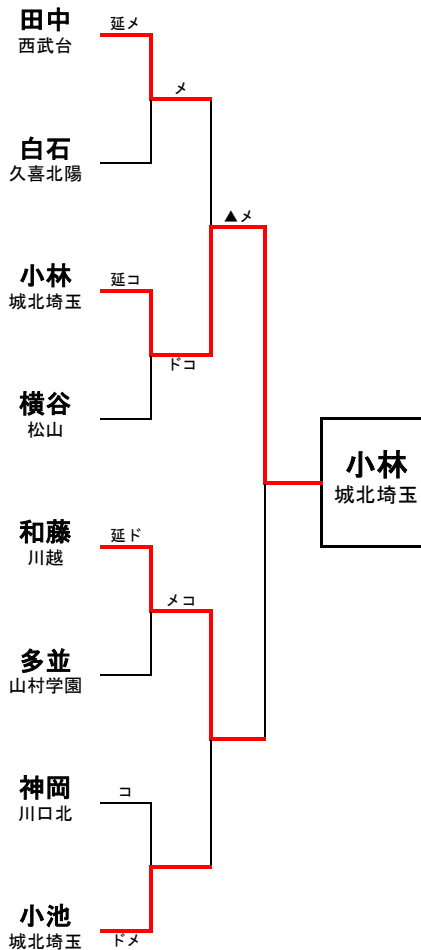 田中
西武台
延メ
メ
白石
久喜北陽
▲メ
小林
城北埼玉
延コ
ドコ
横谷
松山
小林
城北埼玉
和藤
川越
延ド
メコ
多並
山村学園
神岡
川口北
コ
小池
城北埼玉
ドメ